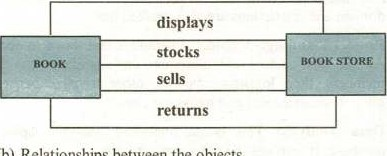 displays
stocks
BOOK
BOOK STORE
sells
returns
(b) Relationships between the objects